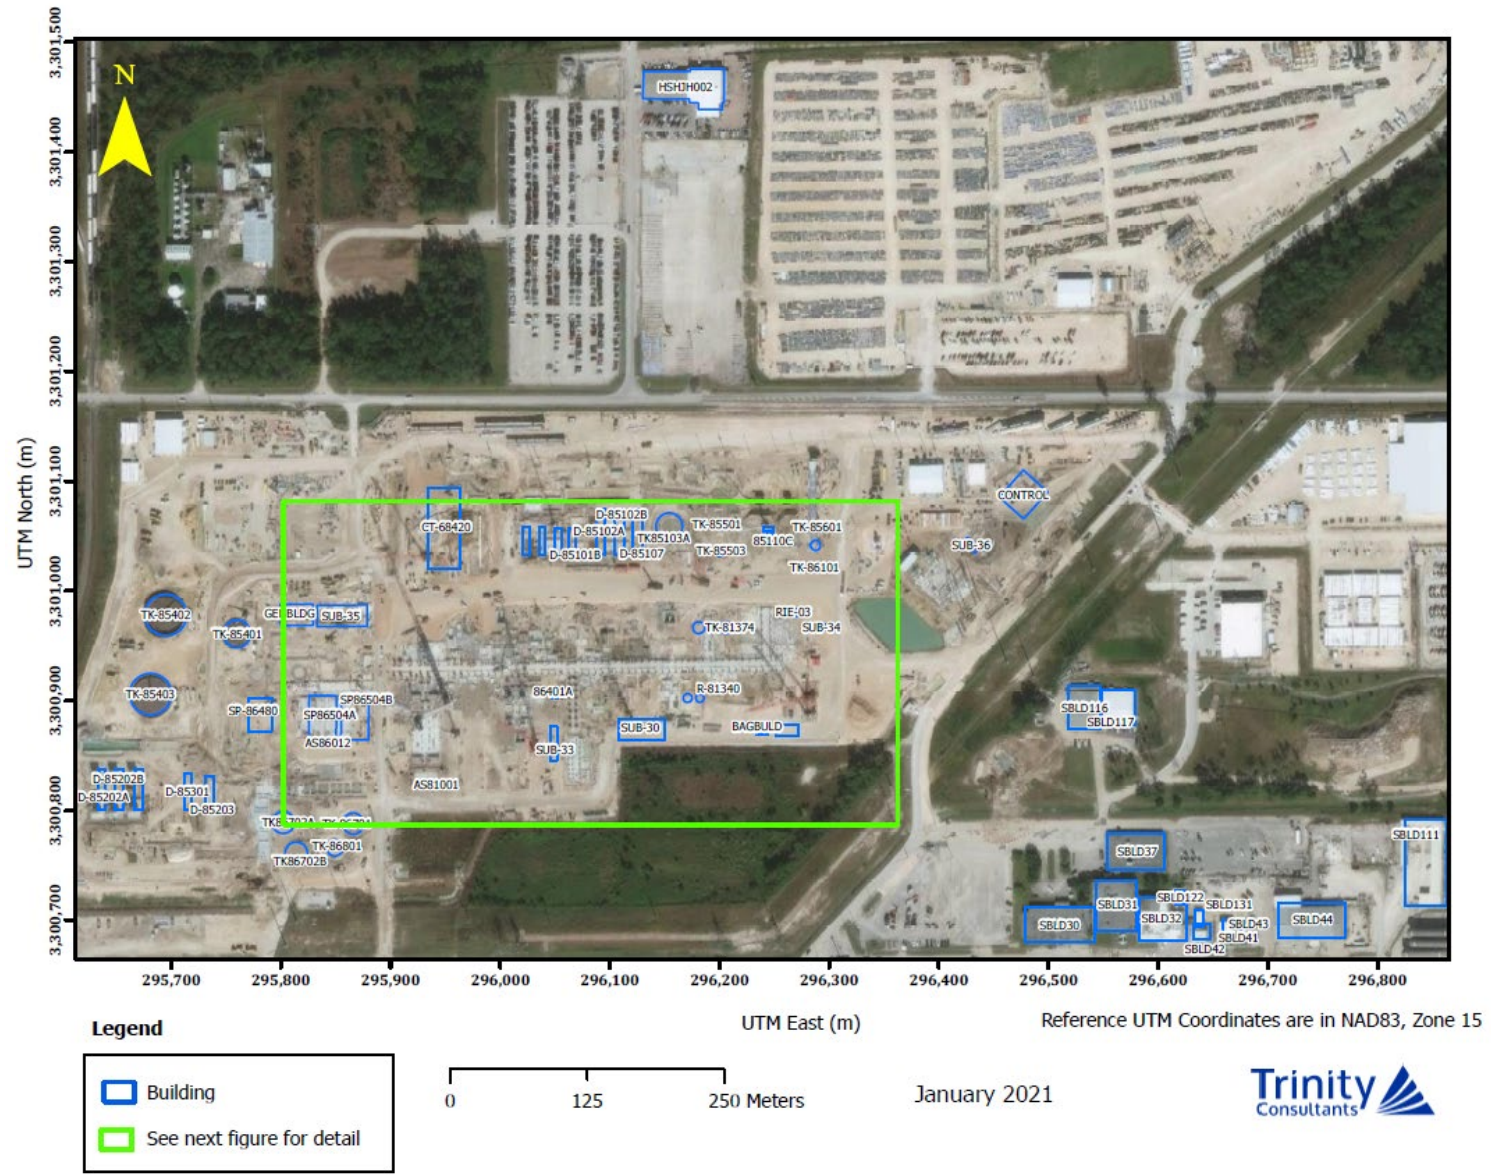 3,301,500
N
HSHJH002
3,301,400
3,301,300
3,301,200
UTM North (m)
3,301,100
CONTROL
D-85102B
CT-68420
D-85102A
TK85103A
TK-85501
TK-85601
85110C
D-85101B
D-85107
TK-85503
SUB-36
TK-86101
3,301,000
TK-85402
SUB-35
RIE-03
TK-85401
TK-81374
SUB-34
3,300,900
TK-85403
86401A
R-81340
SP-86480
SP86504B
SP86504A
SUB-30
BAGBULD
SBLD116
SBLD117
AS86012
SUB-33
D-85202B
D-85202A
D-85301
D-85203
AS81001
3,300,800
TK-86801
TK86702B
SBLD111
SBLD37
SBLD122
SBLD31
SBLD131
SBLD30
SBLD32
SBLD43
SBLD44
SBLD41
SBLD42
3,300,700
295,700
295,800
295,900
296,000
296,100
296,200
296,300
296,400
296,500
296,600
296,700
296,800
UTM East (m)
Reference UTM Coordinates are in NAD83, Zone 15
Legend
Building
See next figure for detail
0
125
250 Meters
January 2021
Trinity
Consultants